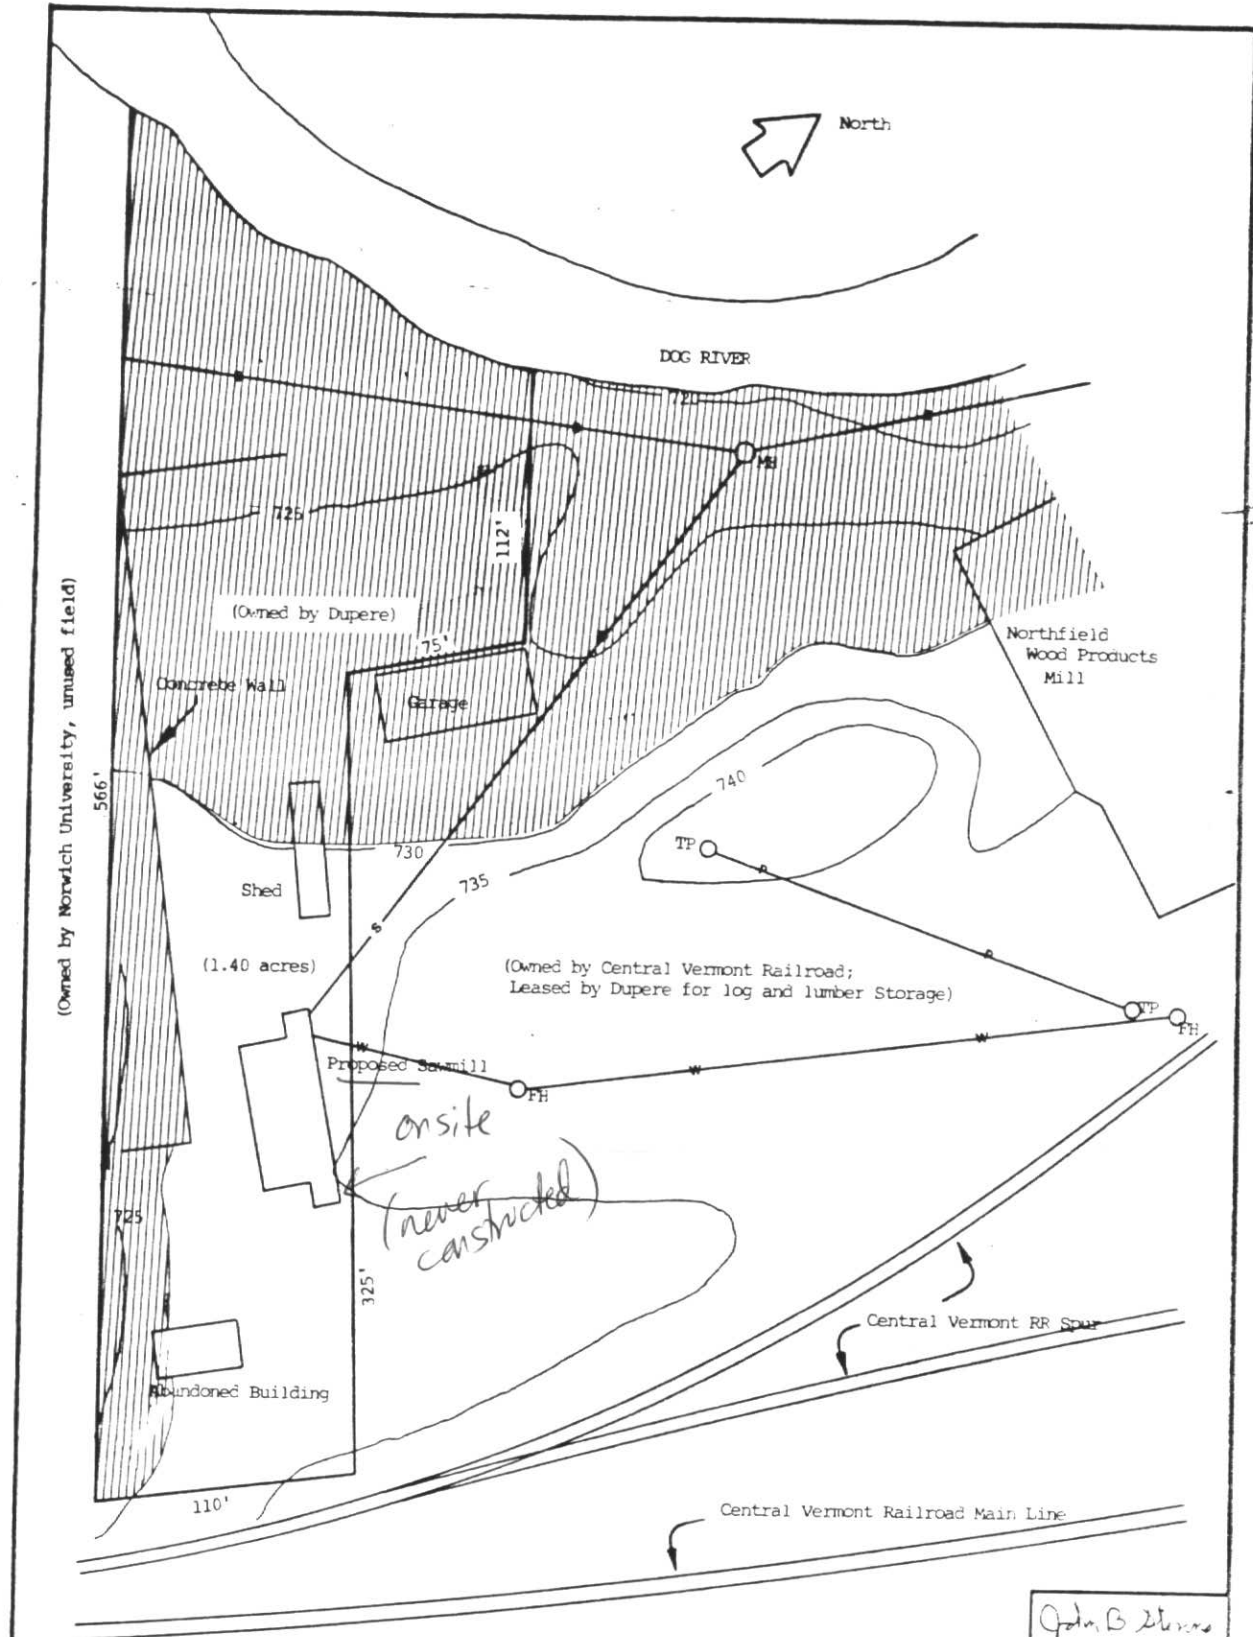 North
DOG RIVER
720
MH
725
112'
(Owned by Dupere)
75'
Northfield
Wood Products
Mill
Concrete Wall
Garage
(Owned by Norwich University, unused field)
566'
740
TP
P
730
735
Shed
S
(1.40 acres)
P
(Owned by Central Vermont Railroad;
Leased by Dupere for log and lumber Storage)
TP
FH
W
W
W
Proposed Sawmill
FH
onsite
(never
constructed)
725
325'
Central Vermont RR Spur
Abundoned Building
110'
Central Vermont Railroad Main Line
John B Stevens